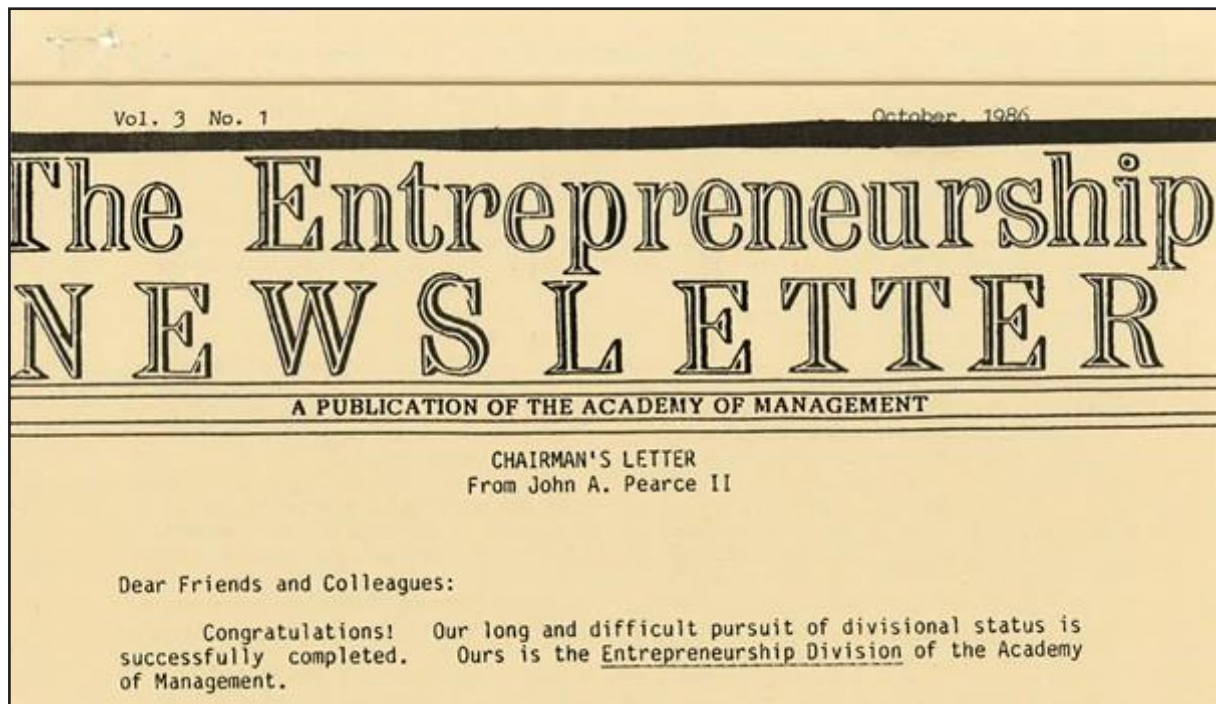 Vol. 3 No. 1 October, 1986
The Entrepreneurship
NEWSLETTER
A PUBLICATION OF THE ACADEMY OF MANAGEMENT
CHAIRMAN'S LETTER
From John A. Pearce II
Dear Friends and Colleagues:
Congratulations! Our long and difficult pursuit of divisional status is
successfully completed. Ours is the Entrepreneurship Division of the Academy
of Management.